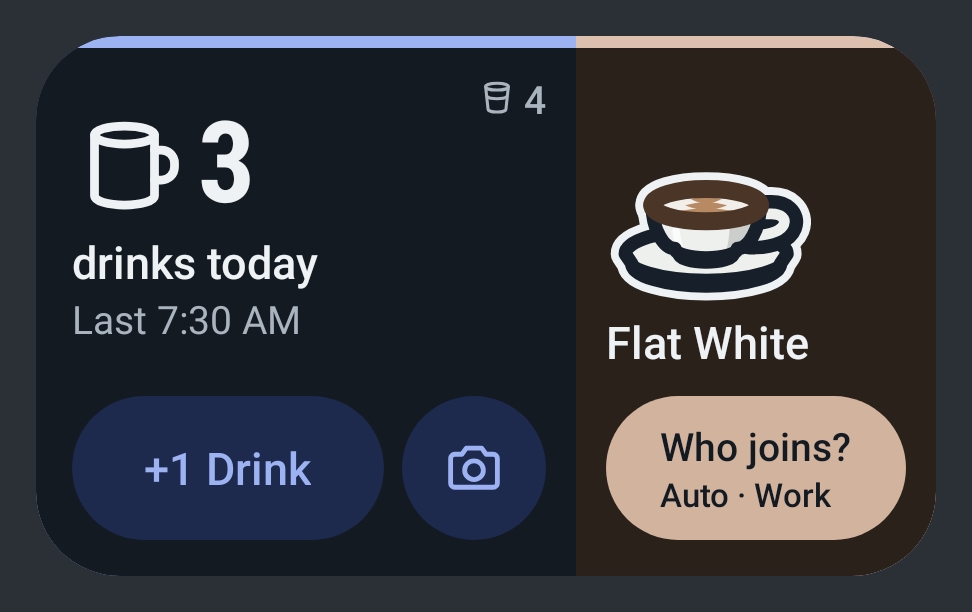 4
3
drinks today
Last 7:30 AM
+1 Drink
Flat White
Who joins?
Auto · Work